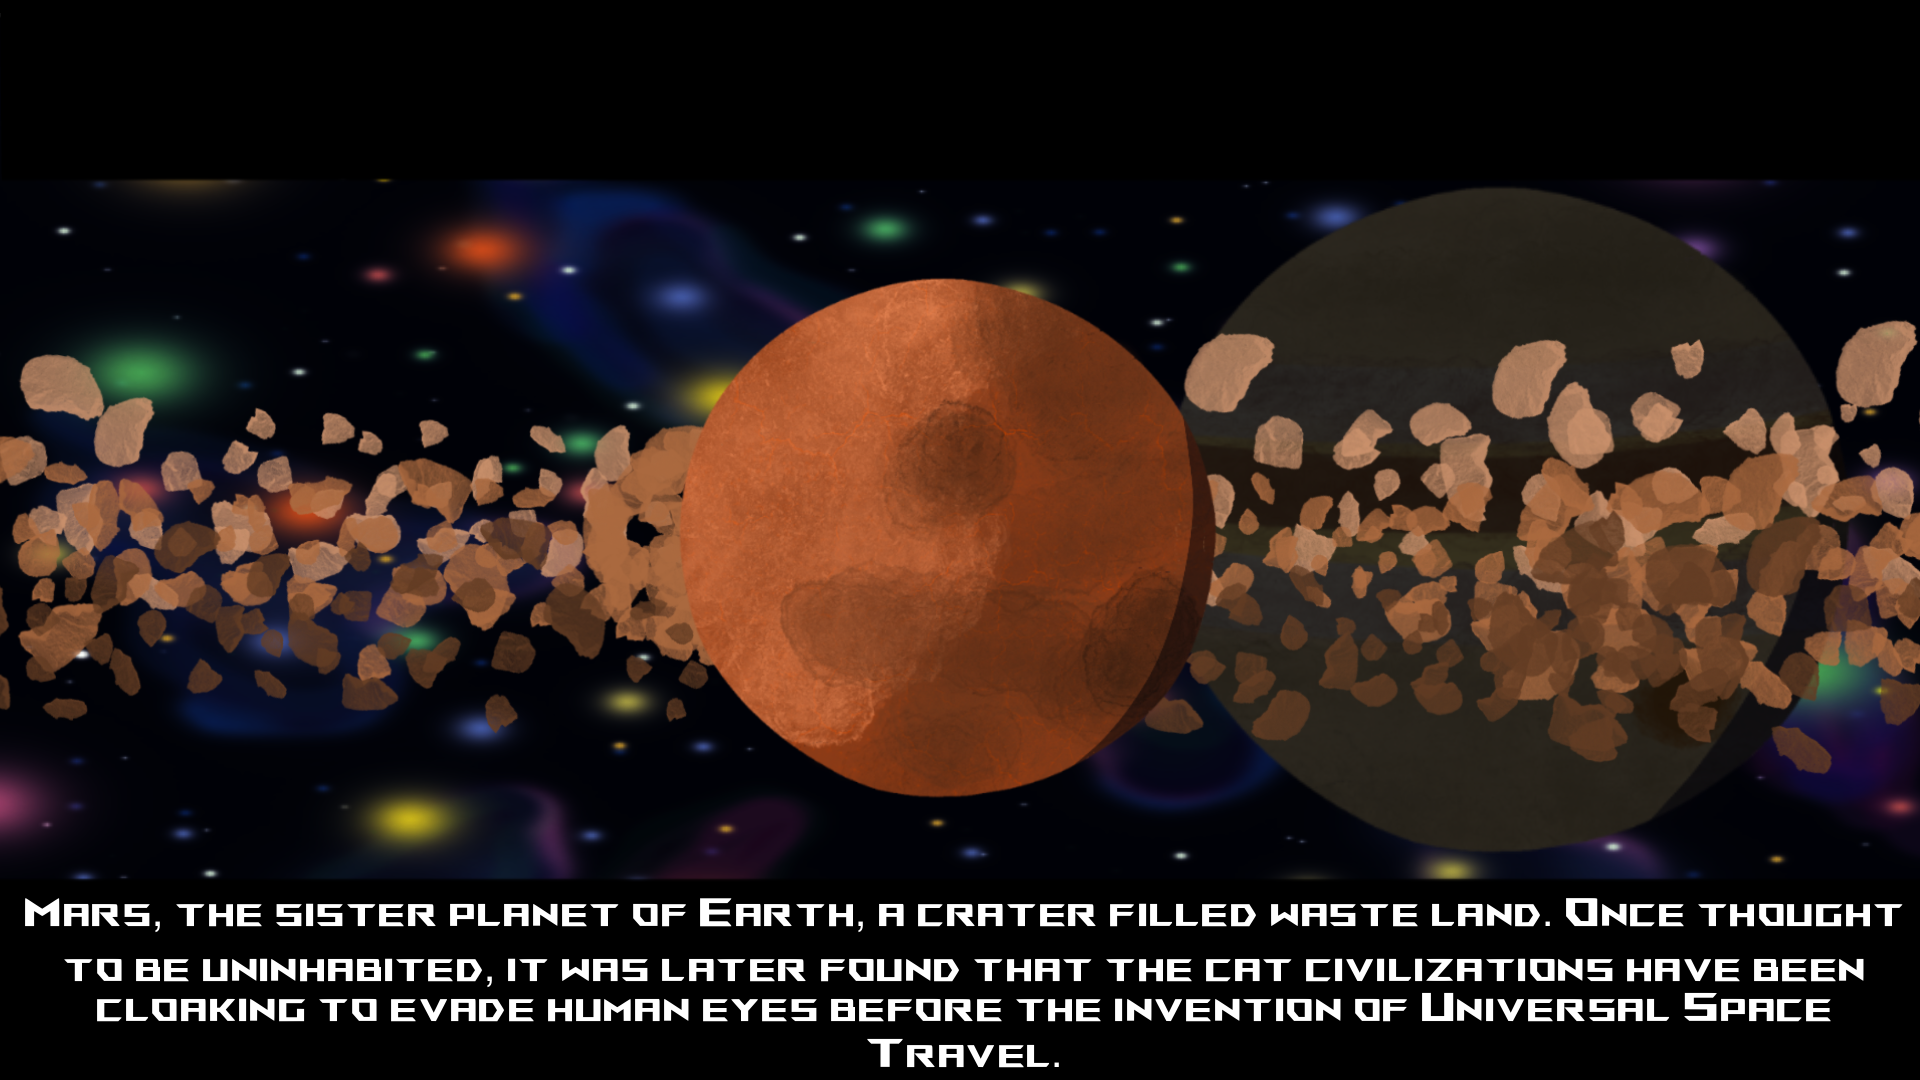 Mars, the sister planet of Earth, a crater filled waste land. Once thought
to be uninhabited, it was later found that the cat civilizations have been
cloaking to evade human eyes before the invention of Universal Space
Travel.